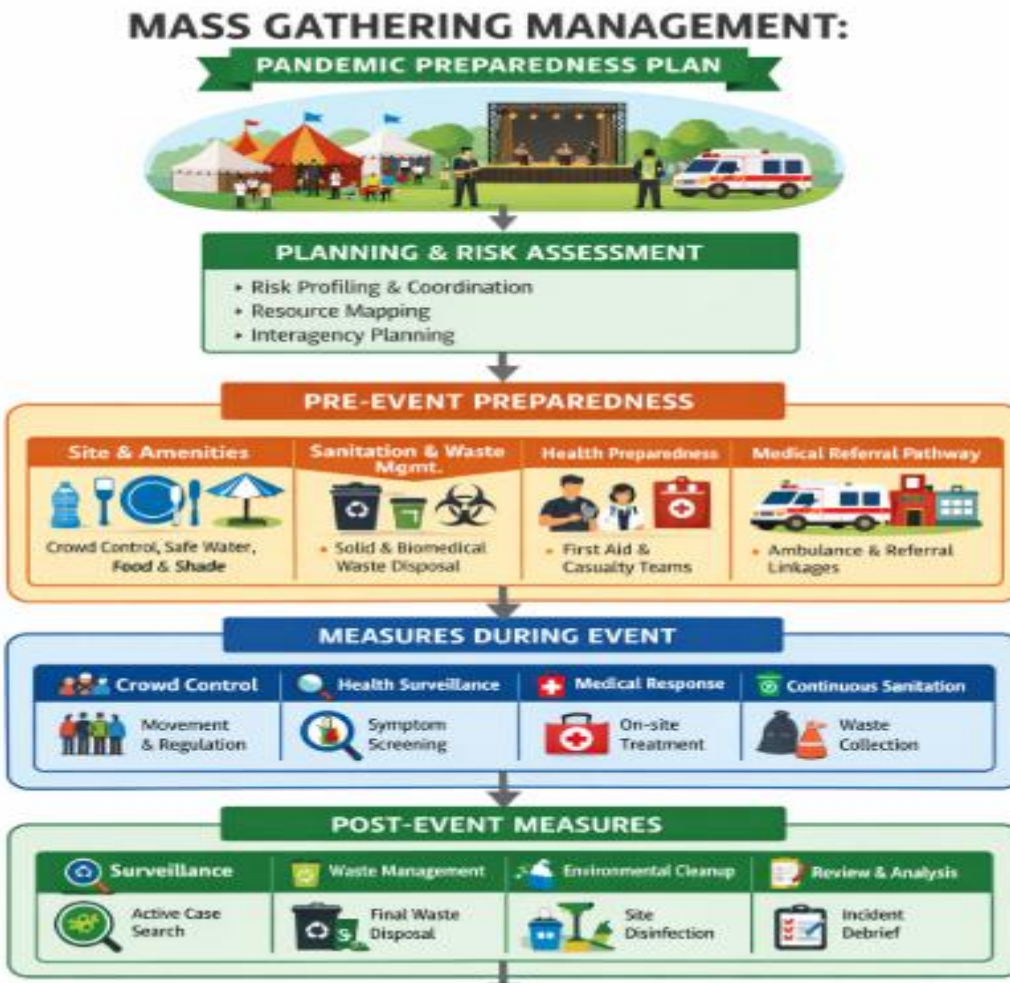 MASS GATHERING MANAGEMENT:
PANDEMIC PREPAREDNESS PLAN
PLANNING & RISK ASSESSMENT
• Risk Profiling & Coordination
• Resource Mapping
• Interagency Planning
PRE-EVENT PREPAREDNESS
Site & Amenities
Crowd Control, Safe Water,
Food & Shade
Sanitation & Waste
Mgmt.
• Solid & Biomedical
Waste Disposal
Health Preparedness
• First Aid &
Casualty Teams
Medical Referral Pathway
• Ambulance & Referral
Linkages
MEASURES DURING EVENT
Crowd Control
Movement
& Regulation
Health Surveillance
Symptom
Screening
Medical Response
On-site
Treatment
Continuous Sanitation
Waste
Collection
POST-EVENT MEASURES
Surveillance
Active Case
Search
Waste Management
Final Waste
Disposal
Environmental Cleanup
Site
Disinfection
Review & Analysis
Incident
Debrief